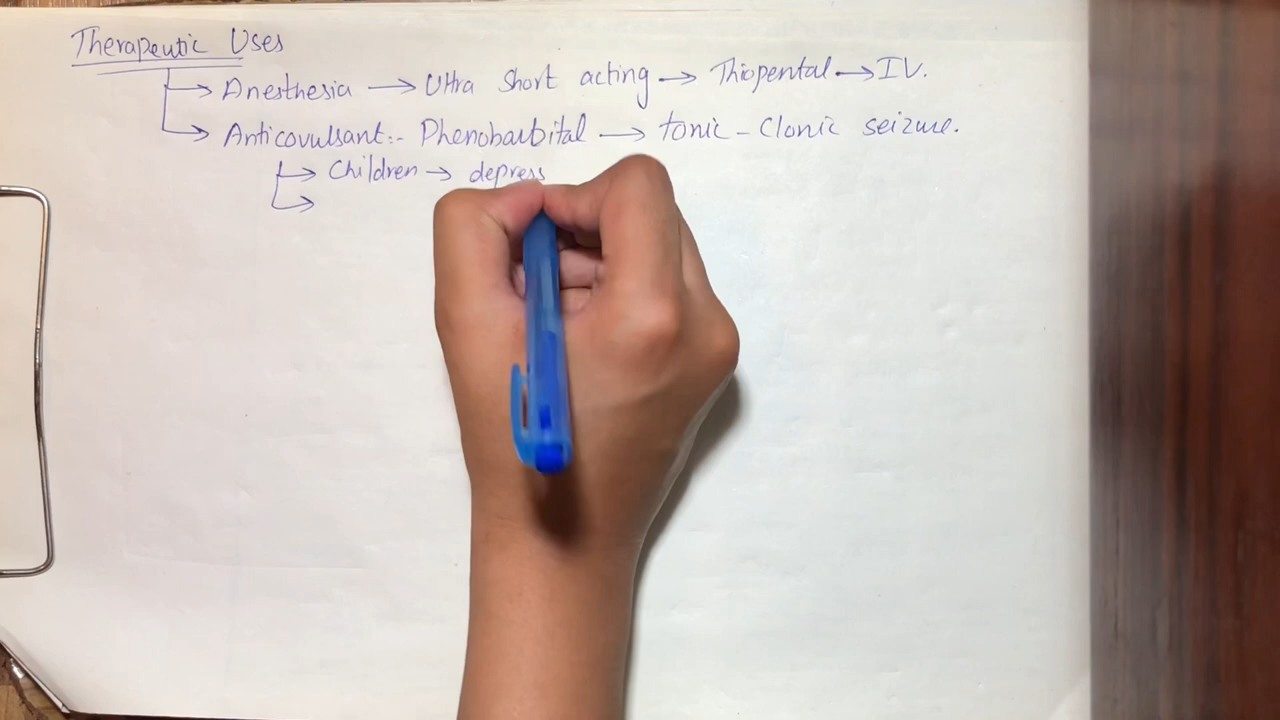 Therapeutic Uses
→ Anesthesia → Ultra short acting → Thiopental → IV.
→ Anticovulsant:- Phenobarbital → tonic - Clonic seizure.
→ Children → depress
→